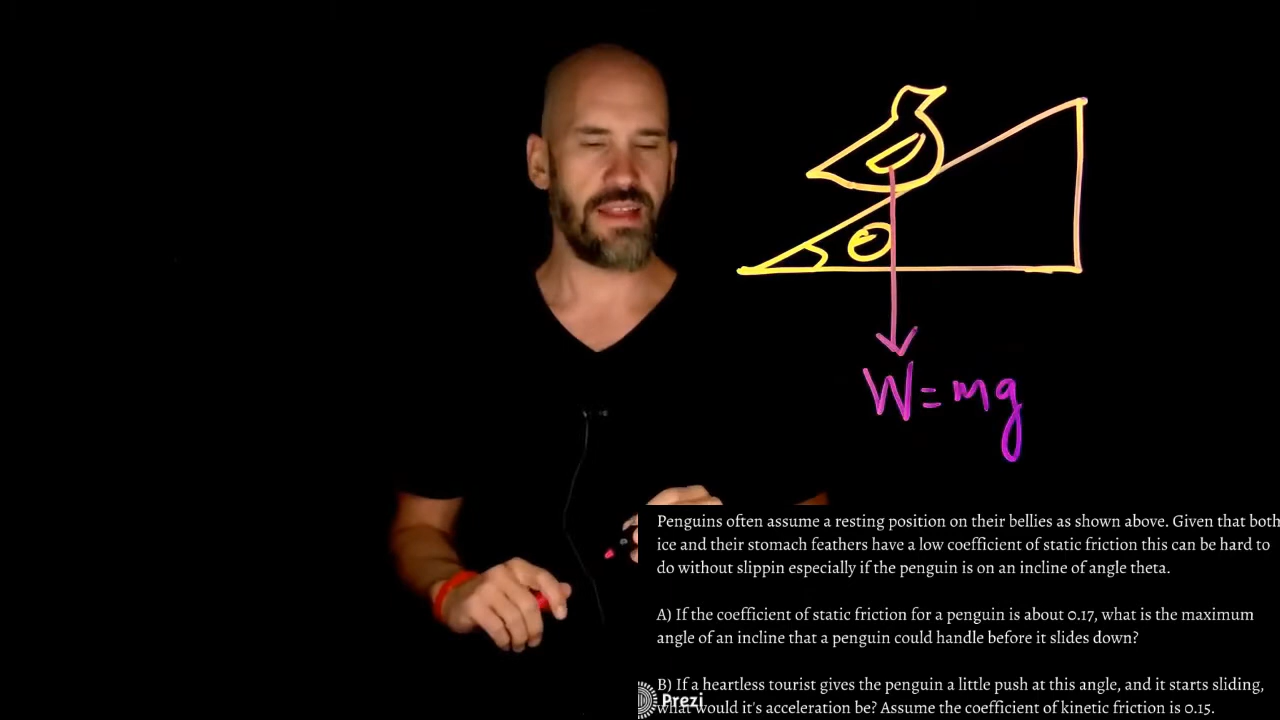 Θ
W = mg
Penguins often assume a resting position on their bellies as shown above. Given that both
ice and their stomach feathers have a low coefficient of static friction this can be hard to
do without slippin especially if the penguin is on an incline of angle theta.
A) If the coefficient of static friction for a penguin is about 0.17, what is the maximum
angle of an incline that a penguin could handle before it slides down?
B) If a heartless tourist gives the penguin a little push at this angle, and it starts sliding,
what would it's acceleration be? Assume the coefficient of kinetic friction is 0.15.
Prezi